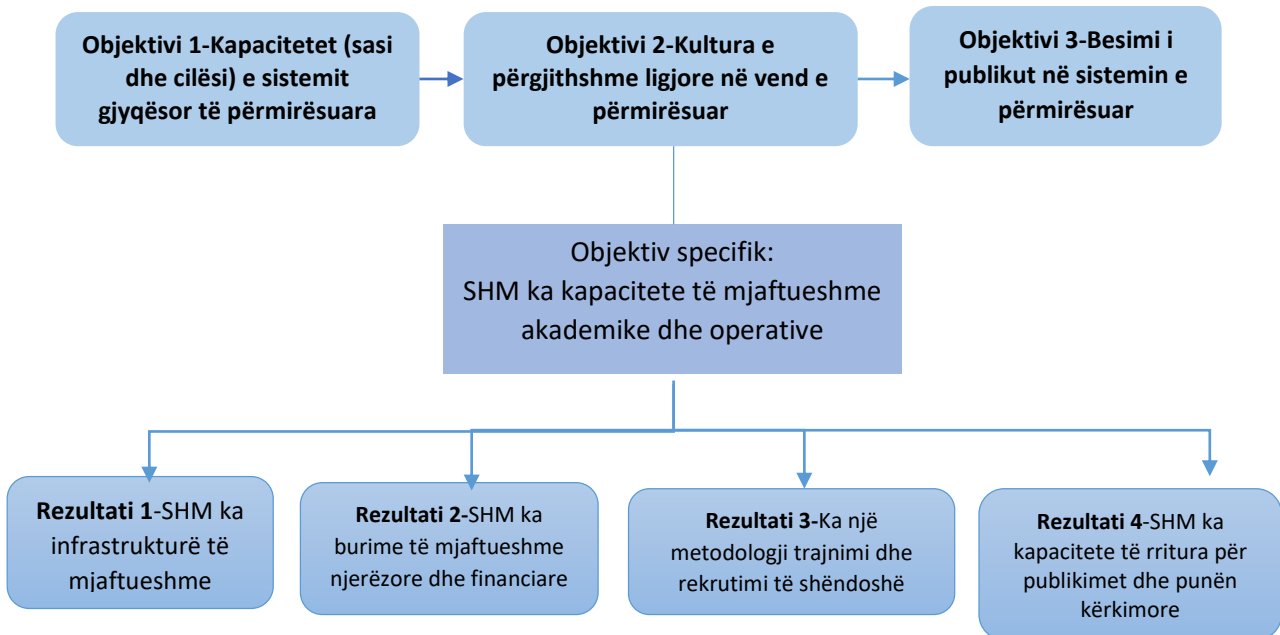 Objektivi 1-Kapacitetet (sasi
dhe cilësi) e sistemit
gjyqësor të përmirësuara
Objektivi 2-Kultura e
përgjithshme ligjore në vend e
përmirësuar
Objektivi 3-Besimi i
publikut në sistemin e
përmirësuar
Objektiv specifik:
SHM ka kapacitete të mjaftueshme
akademike dhe operative
Rezultati 1-SHM ka
infrastrukturë të
mjaftueshme
Rezultati 2-SHM ka
burime të mjaftueshme
njerëzore dhe financiare
Rezultati 3-Ka një
metodologji trajnimi dhe
rekrutimi të shëndoshë
Rezultati 4-SHM ka
kapacitete të rritura për
publikimet dhe punën
kërkimore